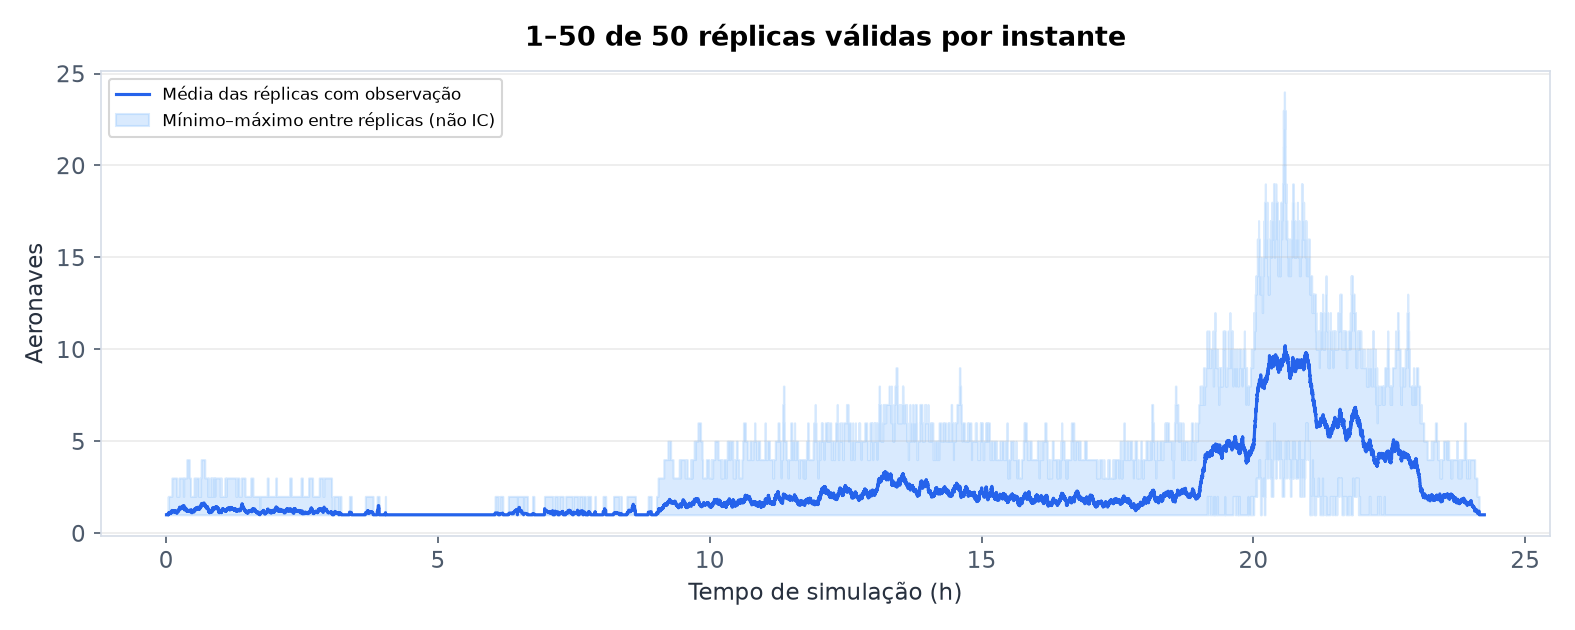 1–50 de 50 réplicas válidas por instante
Média das réplicas com observação
Mínimo–máximo entre réplicas (não IC)
Aeronaves
25
20
15
10
5
0
0 5 10 15 20 25
Tempo de simulação (h)